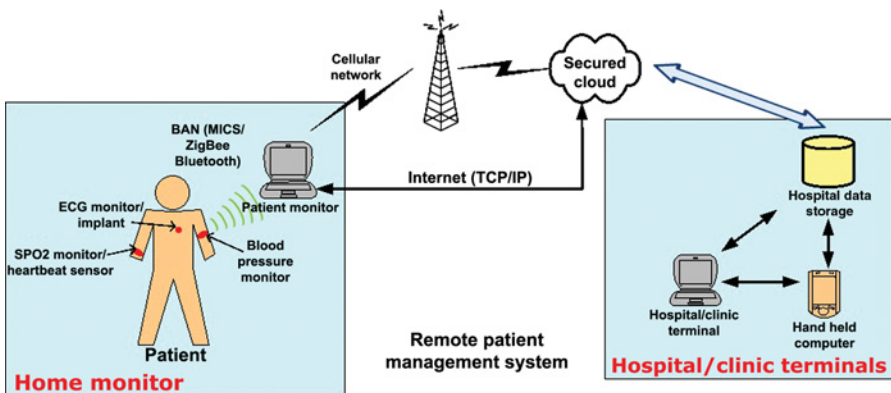 Cellular
network
Secured
cloud
BAN (MICS/
ZigBee
Bluetooth)
Internet (TCP/IP)
Patient monitor
ECG monitor/
implant
SPO2 monitor/
heartbeat sensor
Blood
pressure
monitor
Patient
Home monitor
Remote patient
management system
Hospital data
storage
Hospital/clinic
terminal
Hand held
computer
Hospital/clinic terminals